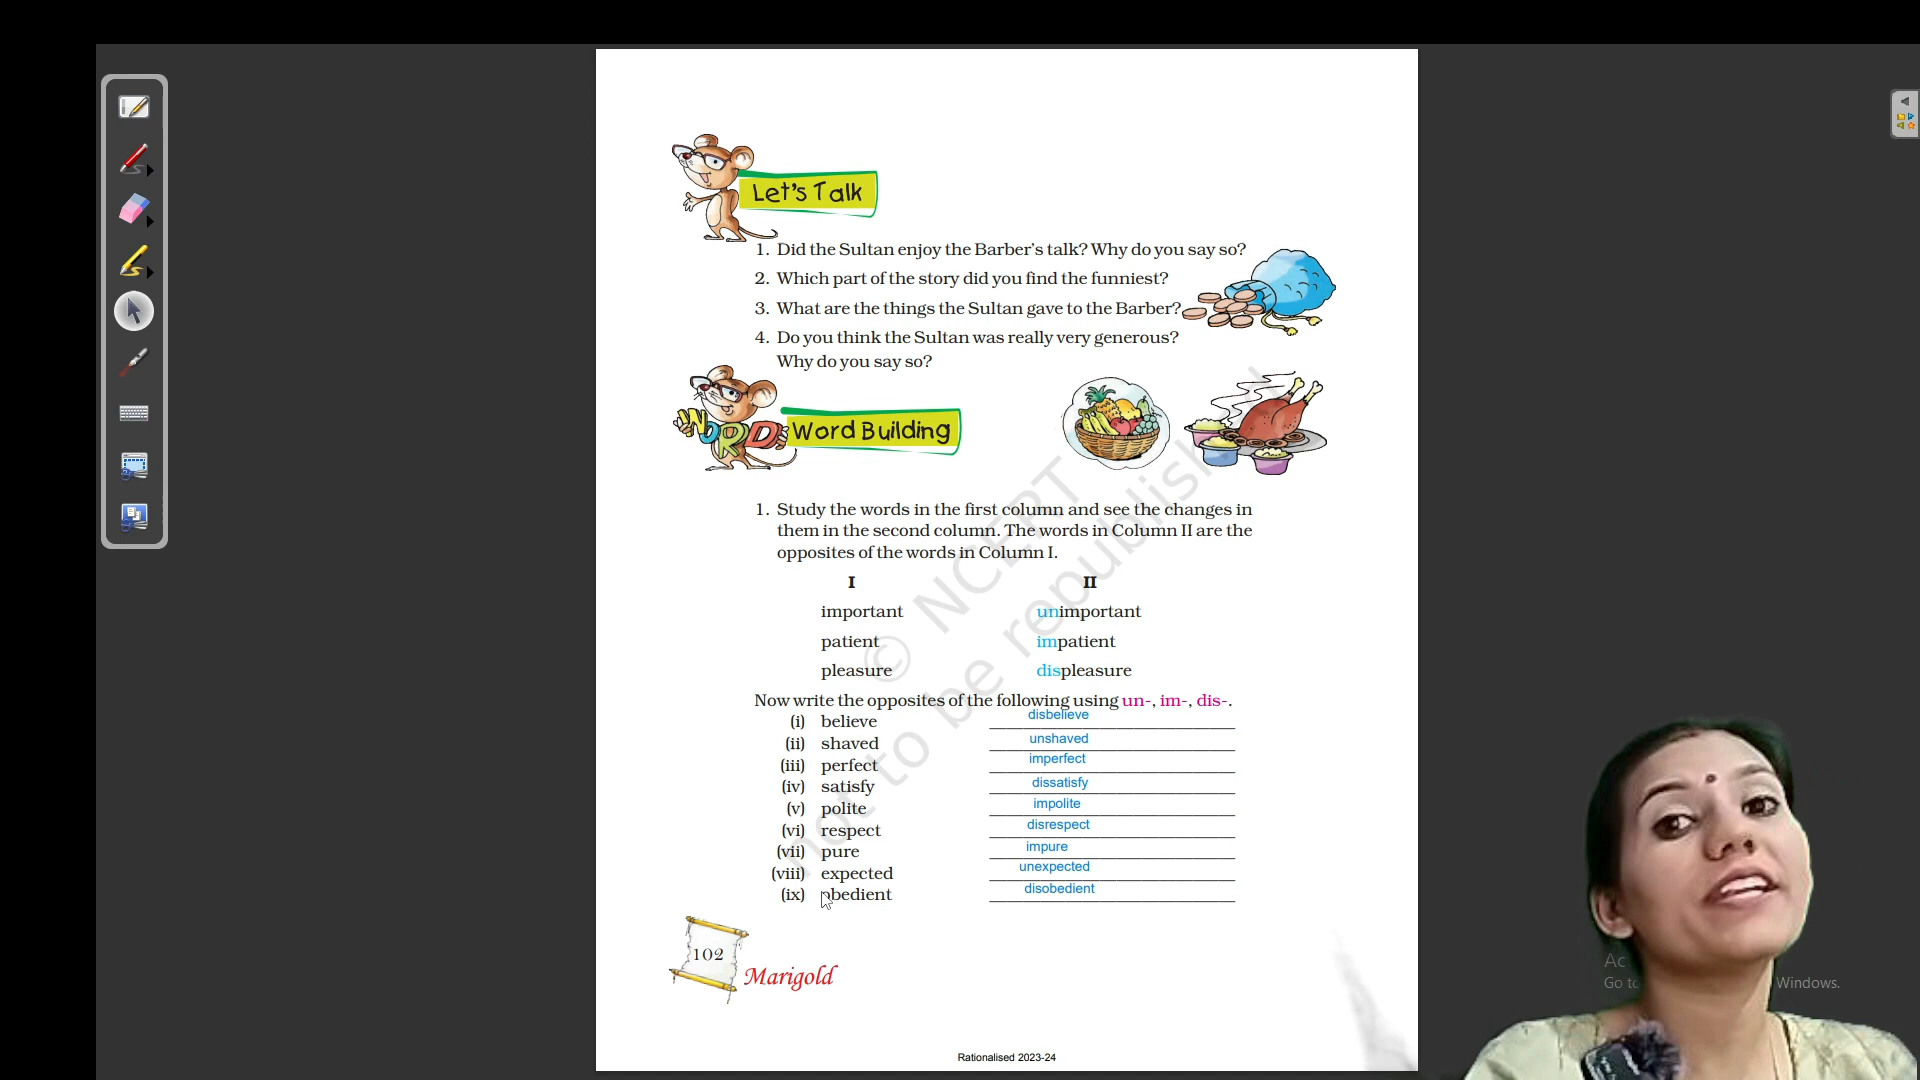 Let's Talk
1. Did the Sultan enjoy the Barber's talk? Why do you say so?
2. Which part of the story did you find the funniest?
3. What are the things the Sultan gave to the Barber?
4. Do you think the Sultan was really very generous?
Why do you say so?
WORD
Word Building
1. Study the words in the first column and see the changes in
them in the second column. The words in Column II are the
opposites of the words in Column I.
I II
important unimportant
patient impatient
pleasure displeasure
Now write the opposites of the following using un-, im-, dis-.
(i) believe disbelieve
(ii) shaved unshaved
(iii) perfect imperfect
(iv) satisfy dissatisfy
(v) polite impolite
(vi) respect disrespect
(vii) pure impure
(viii) expected unexpected
(ix) obedient disobedient
© NCERT
not to be republished
102
Marigold
Rationalised 2023-24
Windows.